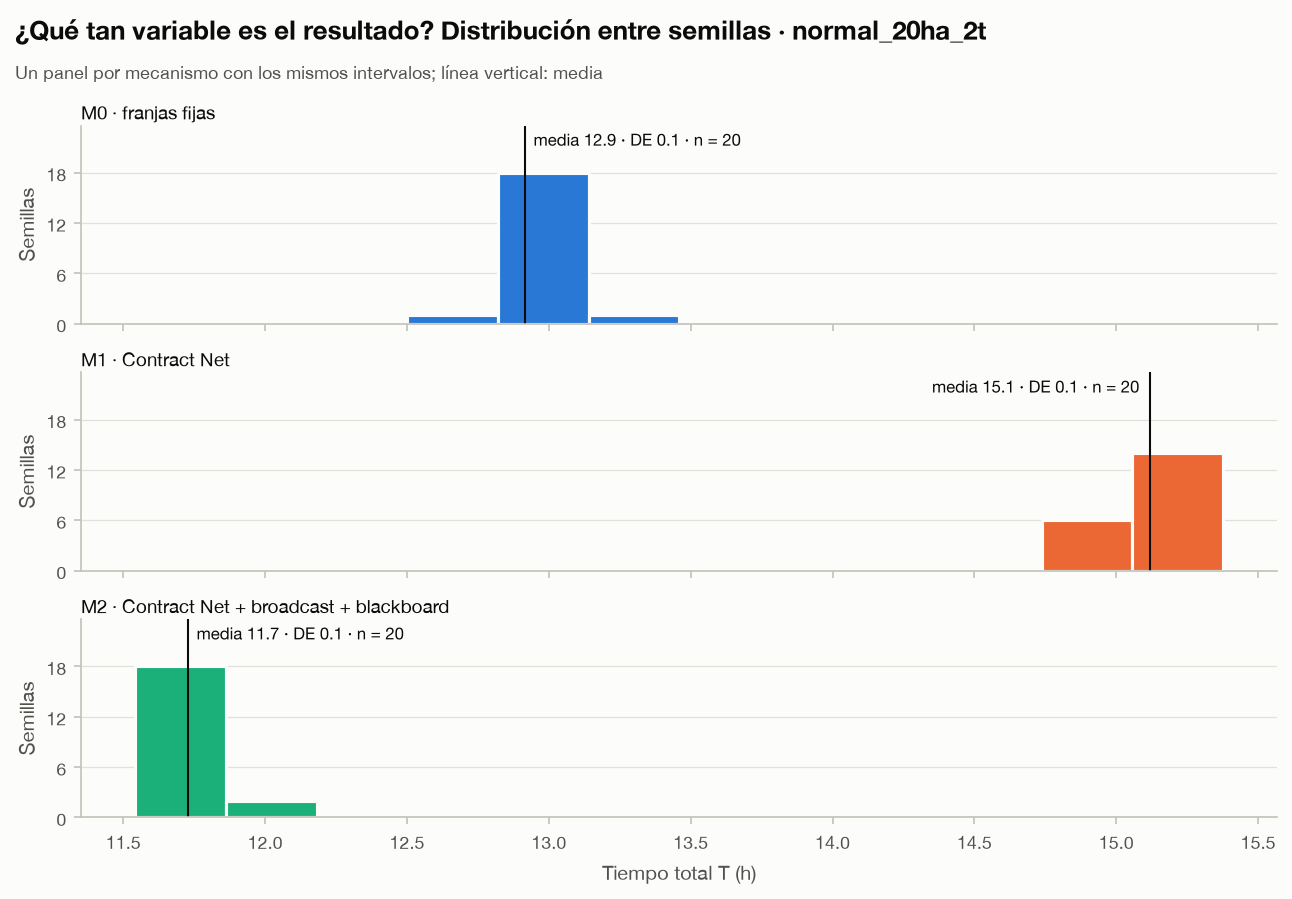 ¿Qué tan variable es el resultado? Distribución entre semillas · normal_20ha_2t
Un panel por mecanismo con los mismos intervalos; línea vertical: media
M0 · franjas fijas
media 12.9 · DE 0.1 · n = 20
Semillas
18
12
6
0
M1 · Contract Net
media 15.1 · DE 0.1 · n = 20
Semillas
18
12
6
0
M2 · Contract Net + broadcast + blackboard
media 11.7 · DE 0.1 · n = 20
Semillas
18
12
6
0
11.5 12.0 12.5 13.0 13.5 14.0 14.5 15.0 15.5
Tiempo total T (h)